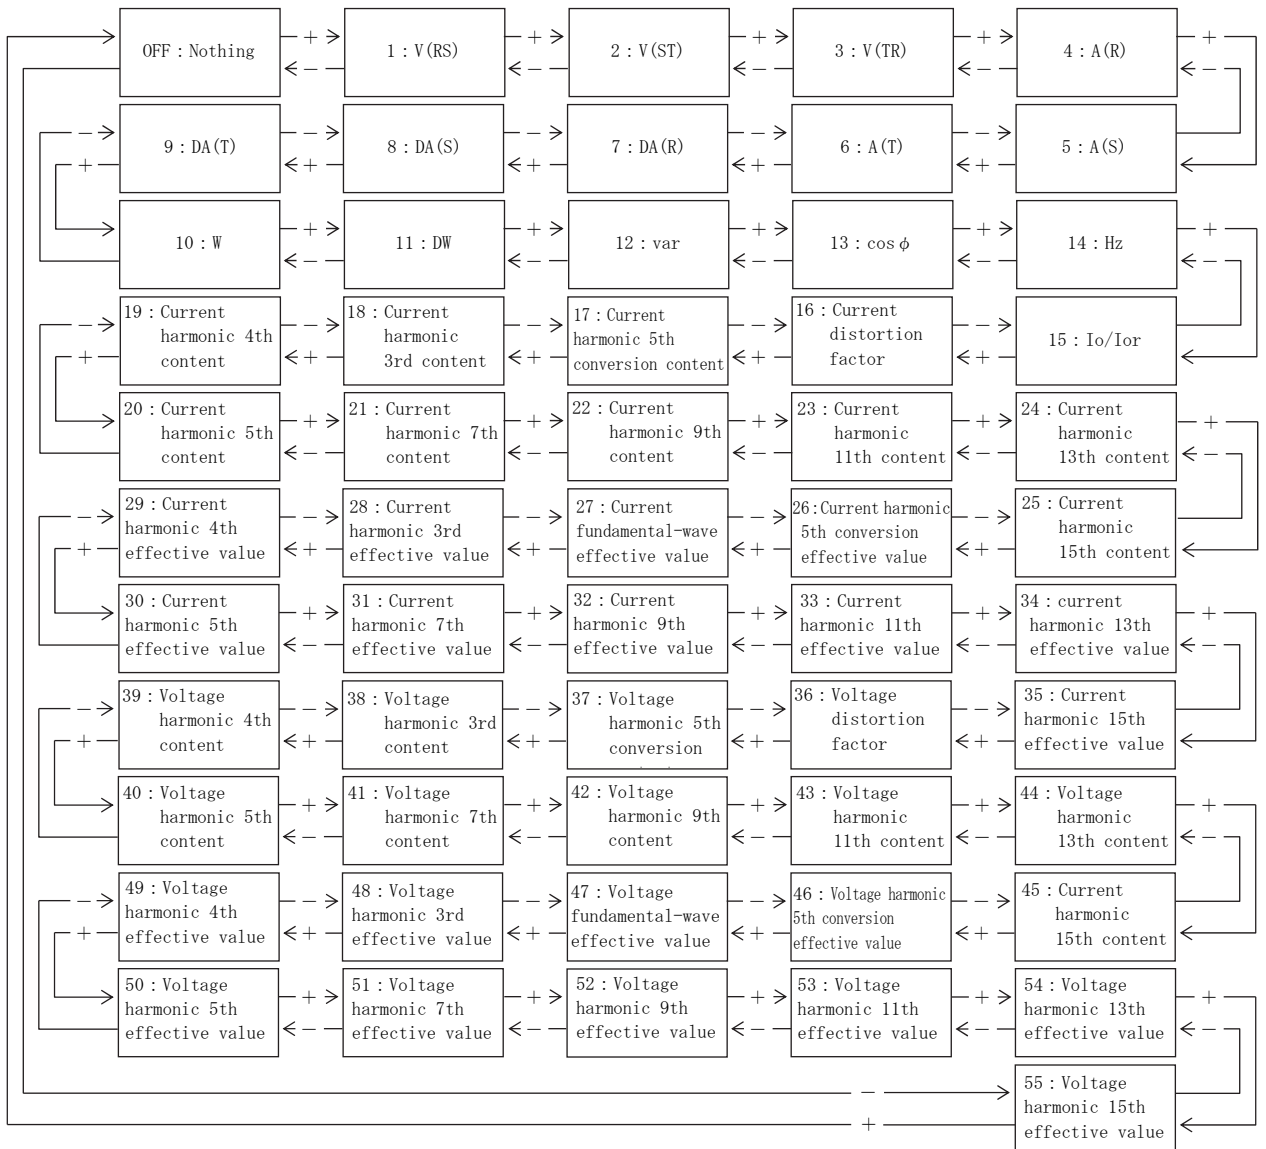 OFF：Nothing
＋
－
1：V(RS)
＋
－
2：V(ST)
＋
－
3：V(TR)
＋
－
4：A(R)
＋
－
－
＋
9：DA(T)
－
＋
8：DA(S)
－
＋
7：DA(R)
－
＋
6：A(T)
－
＋
5：A(S)
10：W
＋
－
11：DW
＋
－
12：var
＋
－
13：cosφ
＋
－
14：Hz
＋
－
－
＋
19：Current
harmonic 4th
content
－
＋
18：Current
harmonic
3rd content
－
＋
17：Current
harmonic 5th
conversion content
－
＋
16：Current
distortion
factor
－
＋
15：Io/Ior
20：Current
harmonic 5th
content
＋
－
21：Current
harmonic 7th
content
＋
－
22：Current
harmonic 9th
content
＋
－
23：Current
harmonic
11th content
＋
－
24：Current
harmonic
13th content
＋
－
－
＋
29：Current
harmonic 4th
effective value
－
＋
28：Current
harmonic 3rd
effective value
－
＋
27：Current
fundamental-wave
effective value
－
＋
26:Current harmonic
5th conversion
effective value
－
＋
25：Current
harmonic
15th content
30：Current
harmonic 5th
effective value
＋
－
31：Current
harmonic 7th
effective value
＋
－
32：Current
harmonic 9th
effective value
＋
－
33：Current
harmonic 11th
effective value
＋
－
34：current
harmonic 13th
effective value
＋
－
－
＋
39：Voltage
harmonic 4th
content
－
＋
38：Voltage
harmonic 3rd
content
－
＋
37：Voltage
harmonic 5th
conversion
－
＋
36：Voltage
distortion
factor
－
＋
35：Current
harmonic 15th
effective value
40：Voltage
harmonic 5th
content
＋
－
41：Voltage
harmonic 7th
content
＋
－
42：Voltage
harmonic 9th
content
＋
－
43：Voltage
harmonic
11th content
＋
－
44：Voltage
harmonic
13th content
＋
－
－
＋
49：Voltage
harmonic 4th
effective value
－
＋
48：Voltage
harmonic 3rd
effective value
－
＋
47：Voltage
fundamental-wave
effective value
－
＋
46：Voltage harmonic
5th conversion
effective value
－
＋
45：Current
harmonic
15th content
50：Voltage
harmonic 5th
effective value
＋
－
51：Voltage
harmonic 7th
effective value
＋
－
52：Voltage
harmonic 9th
effective value
＋
－
53：Voltage
harmonic 11th
effective value
＋
－
54：Voltage
harmonic 13th
effective value
＋
－
－
＋
55：Voltage
harmonic 15th
effective value